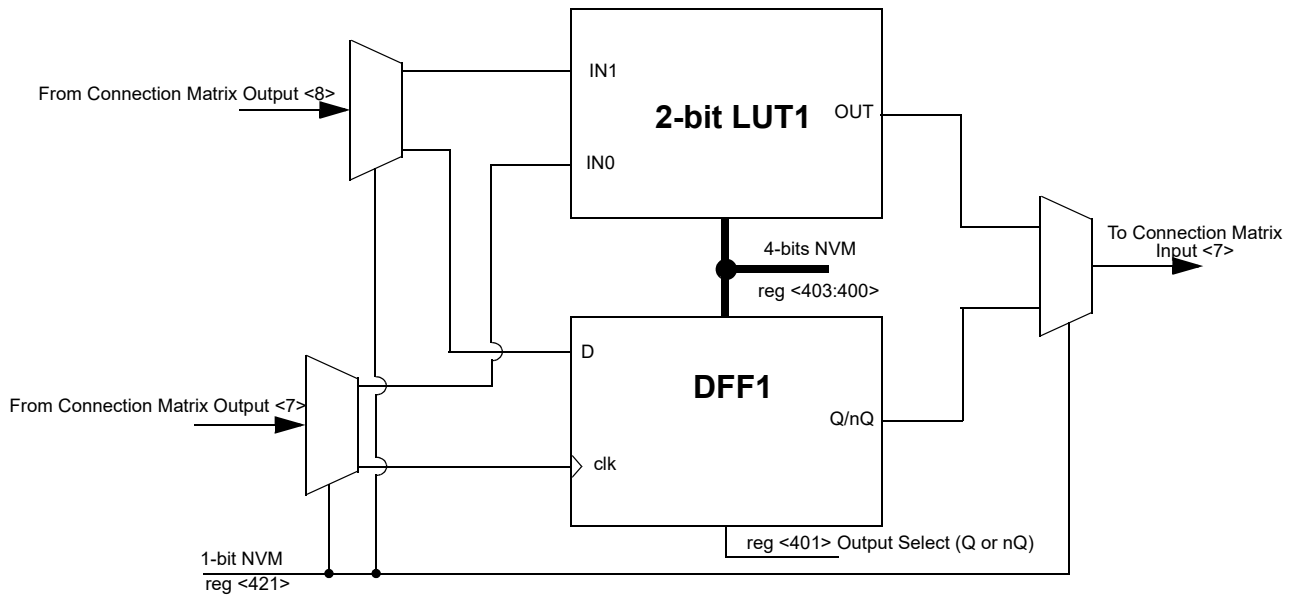 From Connection Matrix Output <8>
IN1
2-bit LUT1
OUT
IN0
4-bits NVM
reg <403:400>
To Connection Matrix
Input <7>
D
DFF1
From Connection Matrix Output <7>
Q/nQ
clk
reg <401> Output Select (Q or nQ)
1-bit NVM
reg <421>